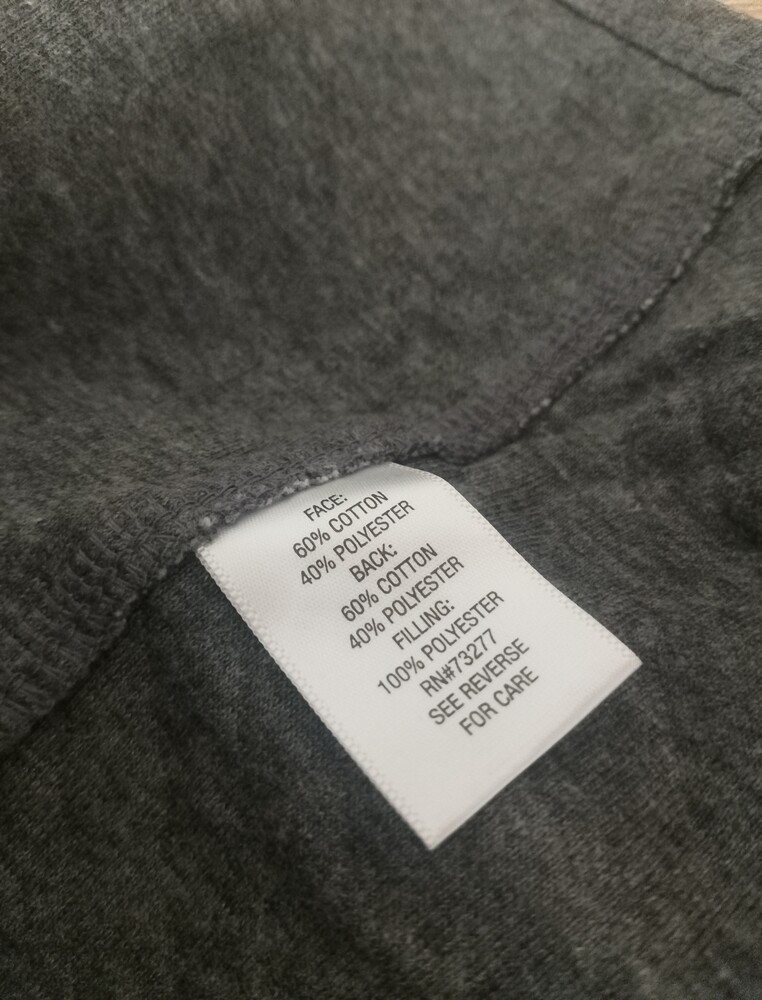 FACE:
60% COTTON
40% POLYESTER
BACK:
60% COTTON
40% POLYESTER
FILLING:
100% POLYESTER
RN#73277
SEE REVERSE
FOR CARE